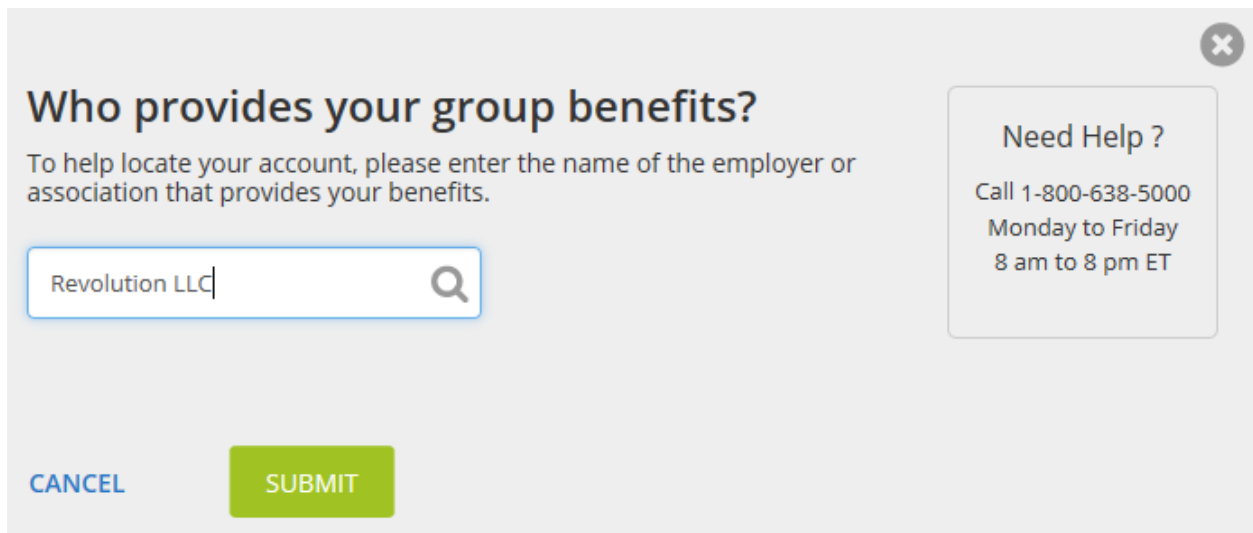 Who provides your group benefits?
To help locate your account, please enter the name of the employer or
association that provides your benefits.
Revolution LLC
Need Help ?
Call 1-800-638-5000
Monday to Friday
8 am to 8 pm ET
CANCEL
SUBMIT